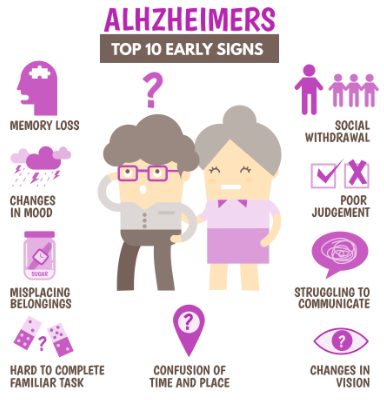 ALHZHEIMERS
TOP 10 EARLY SIGNS
?
MEMORY LOSS
SOCIAL
WITHDRAWAL
CHANGES
IN MOOD
POOR
JUDGEMENT
SUGAR
MISPLACING
BELONGINGS
STRUGGLING TO
COMMUNICATE
?
HARD TO COMPLETE
FAMILIAR TASK
?
CONFUSION OF
TIME AND PLACE
?
CHANGES IN
VISION